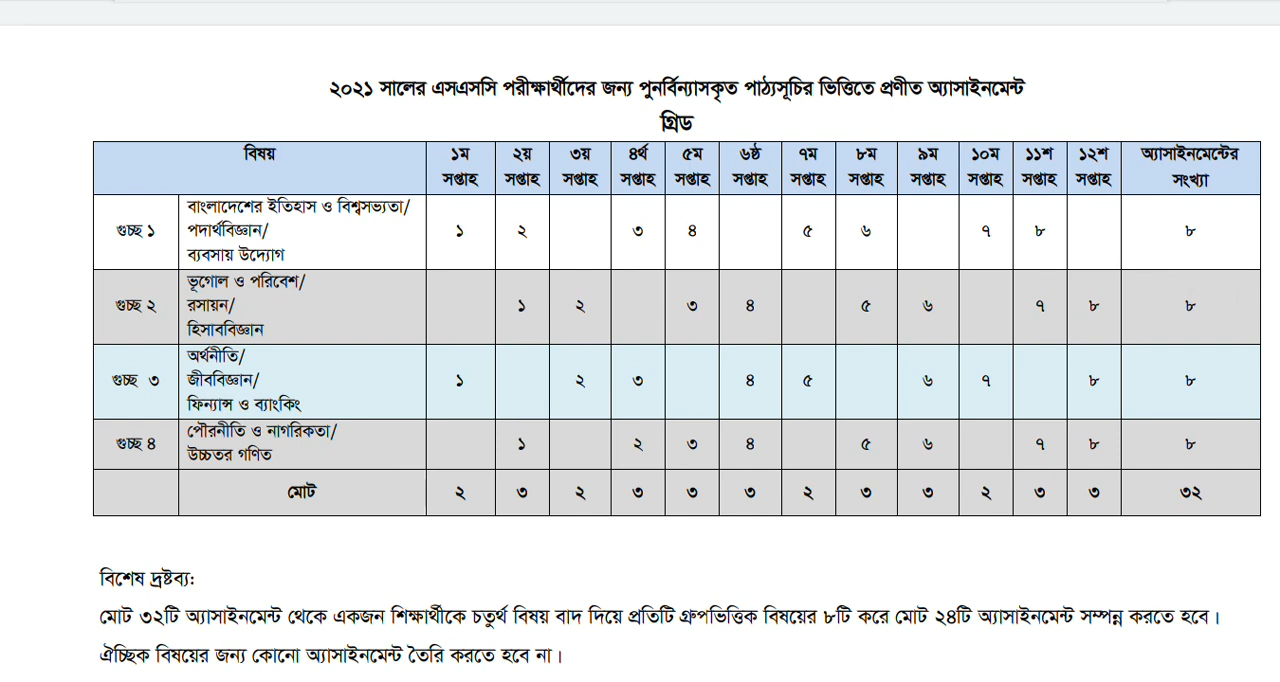 ২০২১ সালের এসএসসি পরীক্ষার্থীদের জন্য পুনর্বিন্যাসকৃত পাঠ্যসূচির ভিত্তিতে প্রণীত অ্যাসাইনমেন্ট
গ্রিড
বিষয় ১ম সপ্তাহ ২য় সপ্তাহ ৩য় সপ্তাহ ৪র্থ সপ্তাহ ৫ম সপ্তাহ ৬ষ্ঠ সপ্তাহ ৭ম সপ্তাহ ৮ম সপ্তাহ ৯ম সপ্তাহ ১০ম সপ্তাহ ১১শ সপ্তাহ ১২শ সপ্তাহ অ্যাসাইনমেন্টের সংখ্যা
গুচ্ছ ১ বাংলাদেশের ইতিহাস ও বিশ্বসভ্যতা/
পদার্থবিজ্ঞান/
ব্যবসায় উদ্যোগ
১ ২ ৩ ৪ ৫ ৬ ৭ ৮ ৮
গুচ্ছ ২ ভূগোল ও পরিবেশ/
রসায়ন/
হিসাববিজ্ঞান
১ ২ ৩ ৪ ৫ ৬ ৭ ৮ ৮
গুচ্ছ ৩ অর্থনীতি/
জীববিজ্ঞান/
ফিন্যান্স ও ব্যাংকিং
১ ২ ৩ ৪ ৫ ৬ ৭ ৮ ৮
গুচ্ছ ৪ পৌরনীতি ও নাগরিকতা/
উচ্চতর গণিত
১ ২ ৩ ৪ ৫ ৬ ৭ ৮ ৮
মোট ২ ৩ ২ ৩ ৩ ৩ ২ ৩ ৩ ২ ৩ ৩ ৩২
বিশেষ দ্রষ্টব্য:
মোট ৩২টি অ্যাসাইনমেন্ট থেকে একজন শিক্ষার্থীকে চতুর্থ বিষয় বাদ দিয়ে প্রতিটি গ্রুপভিত্তিক বিষয়ের ৮টি করে মোট ২৪টি অ্যাসাইনমেন্ট সম্পন্ন করতে হবে।
ঐচ্ছিক বিষয়ের জন্য কোনো অ্যাসাইনমেন্ট তৈরি করতে হবে না।